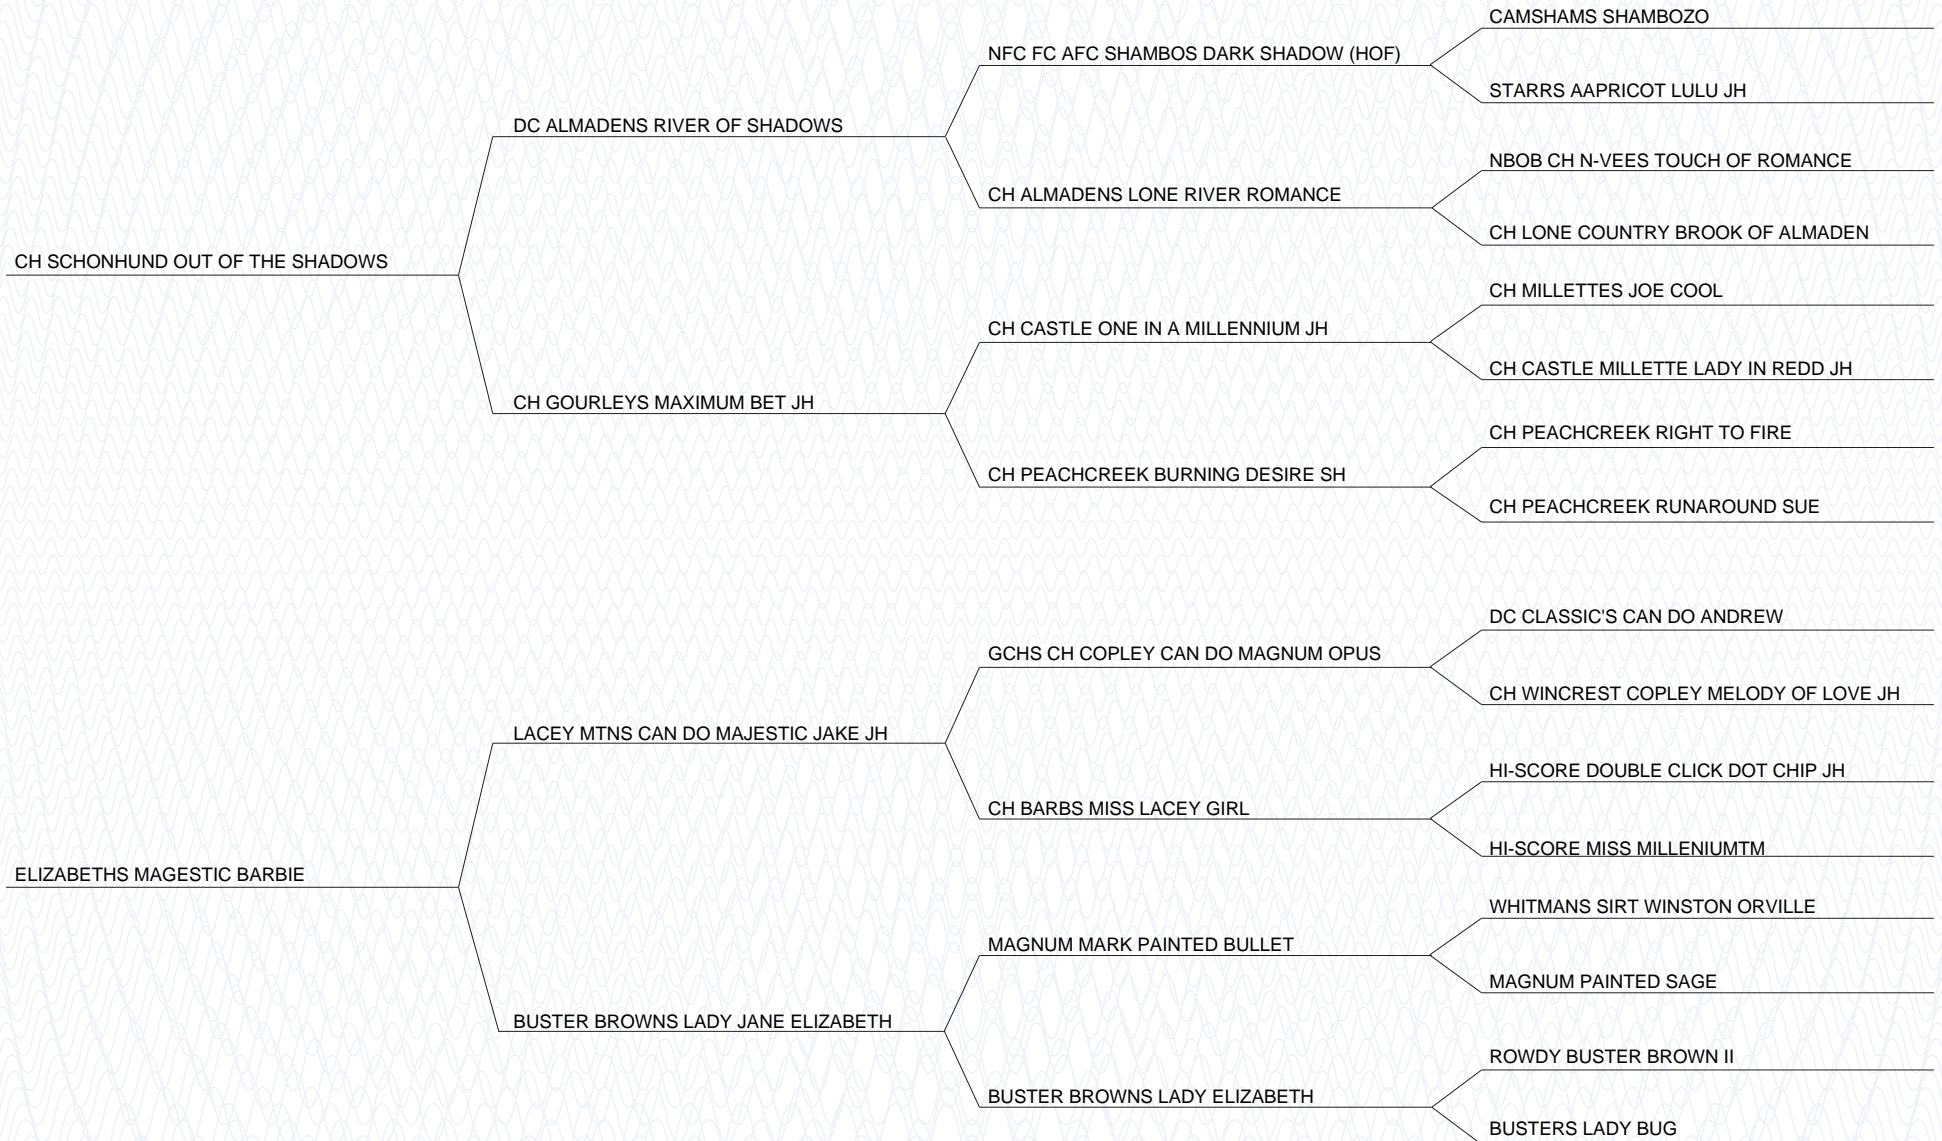 CAMSHAMS SHAMBOZO
NFC FC AFC SHAMBOS DARK SHADOW (HOF)
STARRS AAPRICOT LULU JH
DC ALMADENS RIVER OF SHADOWS
NBOB CH N-VEES TOUCH OF ROMANCE
CH ALMADENS LONE RIVER ROMANCE
CH LONE COUNTRY BROOK OF ALMADEN
CH SCHONHUND OUT OF THE SHADOWS
CH MILLETTES JOE COOL
CH CASTLE ONE IN A MILLENNIUM JH
CH CASTLE MILLETTE LADY IN REDD JH
CH GOURLEYS MAXIMUM BET JH
CH PEACHCREEK RIGHT TO FIRE
CH PEACHCREEK BURNING DESIRE SH
CH PEACHCREEK RUNAROUND SUE
DC CLASSIC'S CAN DO ANDREW
GCHS CH COPLEY CAN DO MAGNUM OPUS
CH WINCREST COPLEY MELODY OF LOVE JH
LACEY MTNS CAN DO MAJESTIC JAKE JH
HI-SCORE DOUBLE CLICK DOT CHIP JH
CH BARBS MISS LACEY GIRL
HI-SCORE MISS MILLENIUMTM
ELIZABETHS MAGESTIC BARBIE
WHITMANS SIRT WINSTON ORVILLE
MAGNUM MARK PAINTED BULLET
MAGNUM PAINTED SAGE
BUSTER BROWNS LADY JANE ELIZABETH
ROWDY BUSTER BROWN II
BUSTER BROWNS LADY ELIZABETH
BUSTERS LADY BUG